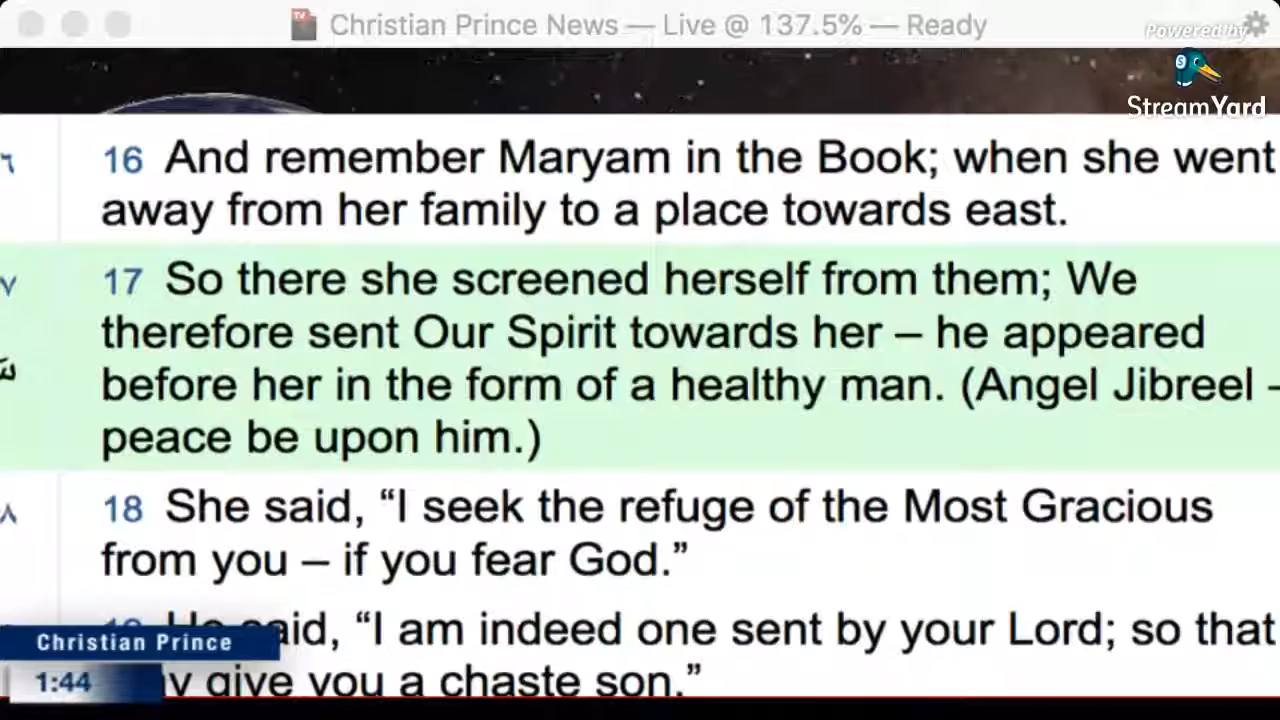 Christian Prince News — Live @ 137.5% — Ready
Powered by
StreamYard
16 And remember Maryam in the Book; when she went
away from her family to a place towards east.
17 So there she screened herself from them; We
therefore sent Our Spirit towards her – he appeared
before her in the form of a healthy man. (Angel Jibreel –
peace be upon him.)
18 She said, “I seek the refuge of the Most Gracious
from you – if you fear God.”
said, “I am indeed one sent by your Lord; so that
give you a chaste son.”
Christian Prince
1:44